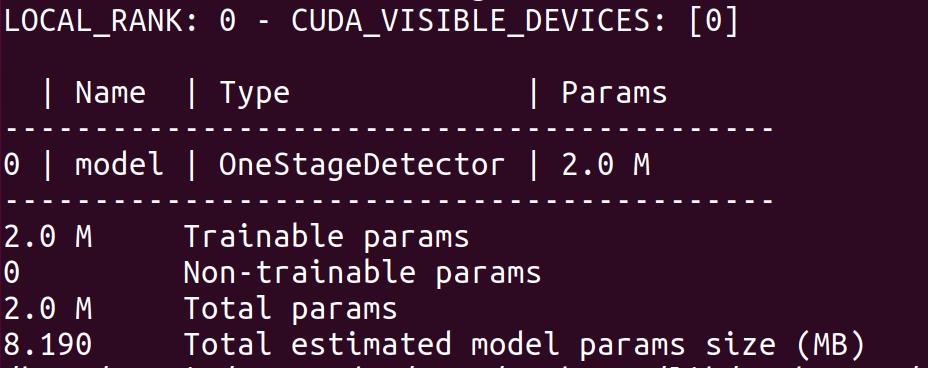 LOCAL_RANK: 0 - CUDA_VISIBLE_DEVICES: [0]
  | Name  | Type             | Params
-------------------------------------------
0 | model | OneStageDetector | 2.0 M
-------------------------------------------
2.0 M     Trainable params
0         Non-trainable params
2.0 M     Total params
8.190     Total estimated model params size (MB)